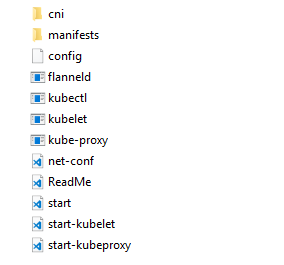 cni
manifests
config
flanneld
kubectl
kubelet
kube-proxy
net-conf
ReadMe
start
start-kubelet
start-kubeproxy